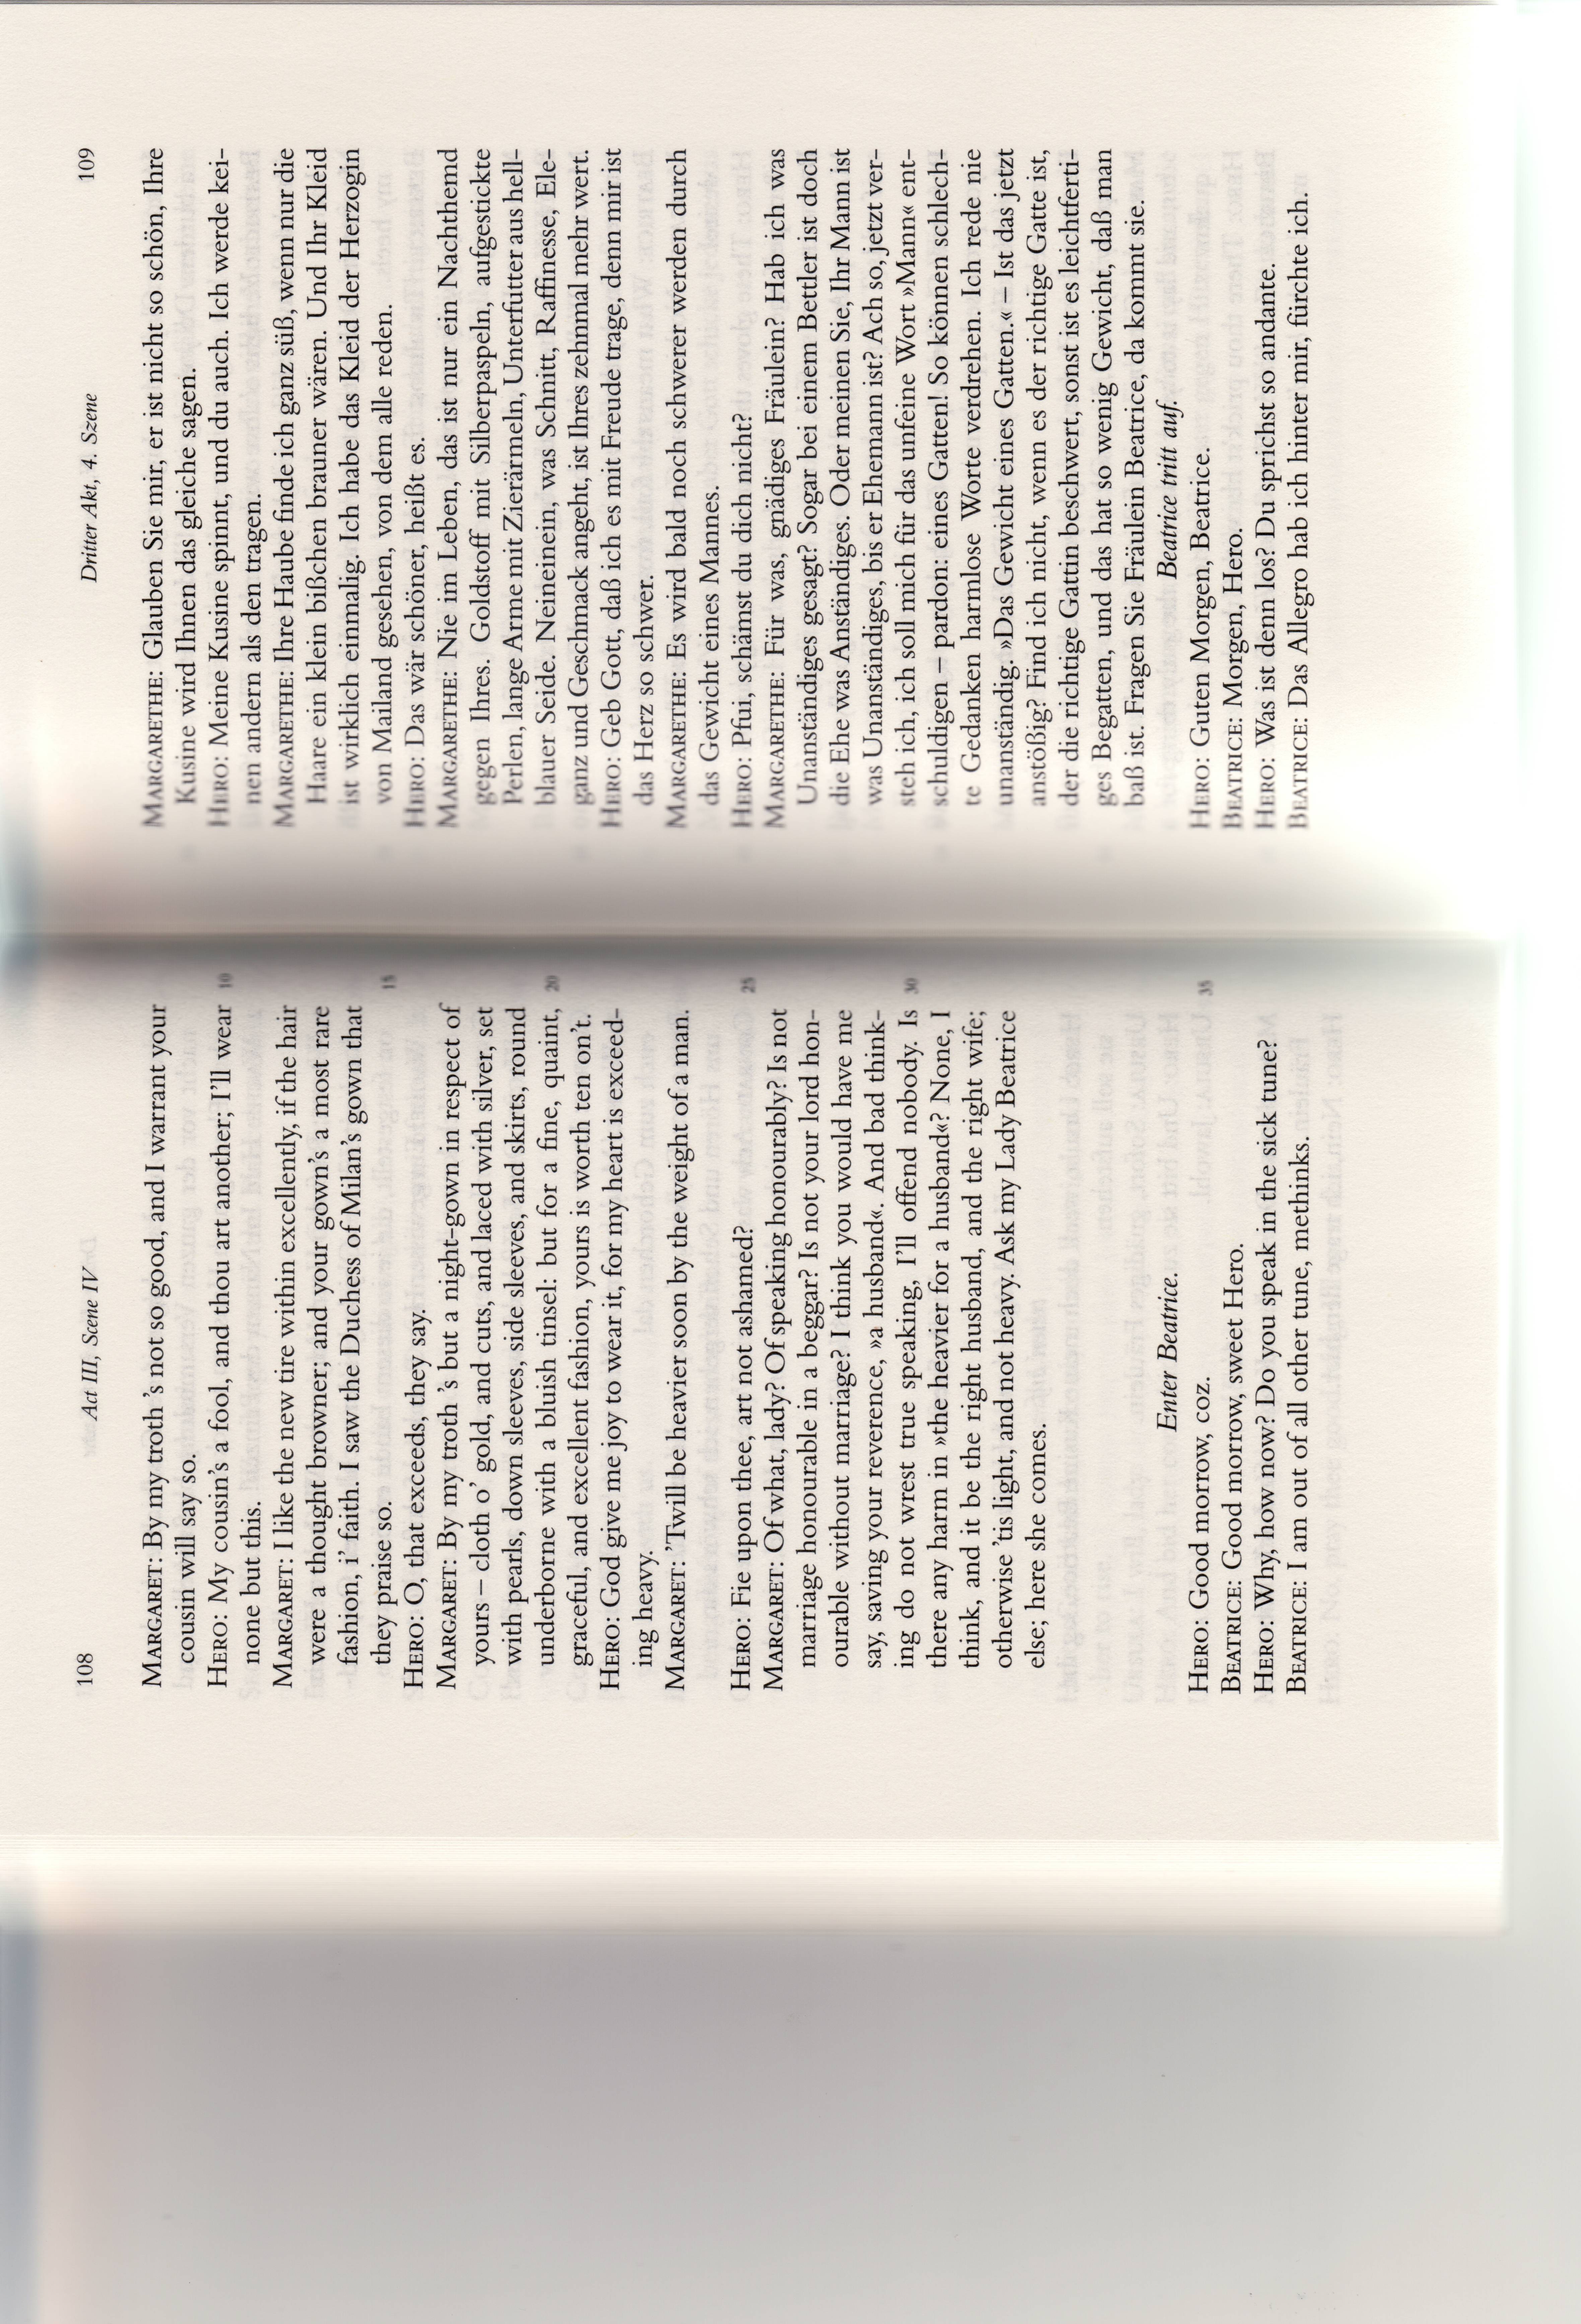 108
Act III, Scene IV
MARGARET: By my troth 's not so good, and I warrant your
cousin will say so.
HERO: My cousin's a fool, and thou art another; I'll wear
10
none but this.
MARGARET: I like the new tire within excellently, if the hair
were a thought browner; and your gown's a most rare
fashion, i' faith. I saw the Duchess of Milan's gown that
they praise so.
15
HERO: O, that exceeds, they say.
MARGARET: By my troth 's but a night-gown in respect of
yours – cloth o' gold, and cuts, and laced with silver, set
with pearls, down sleeves, side sleeves, and skirts, round
underborne with a bluish tinsel: but for a fine, quaint,
20
graceful, and excellent fashion, yours is worth ten on't.
HERO: God give me joy to wear it, for my heart is exceed-
ing heavy.
MARGARET: 'Twill be heavier soon by the weight of a man.
HERO: Fie upon thee, art not ashamed?
25
MARGARET: Of what, lady? Of speaking honourably? Is not
marriage honourable in a beggar? Is not your lord hon-
ourable without marriage? I think you would have me
say, saving your reverence, »a husband«. And bad think-
ing do not wrest true speaking, I'll offend nobody. Is
30
there any harm in »the heavier for a husband«? None, I
think, and it be the right husband, and the right wife;
otherwise 'tis light, and not heavy. Ask my Lady Beatrice
else; here she comes.
Enter Beatrice.
HERO: Good morrow, coz.
35
BEATRICE: Good morrow, sweet Hero.
HERO: Why, how now? Do you speak in the sick tune?
BEATRICE: I am out of all other tune, methinks.
Dritter Akt, 4. Szene
109
MARGARETHE: Glauben Sie mir, er ist nicht so schön, Ihre
Kusine wird Ihnen das gleiche sagen.
HERO: Meine Kusine spinnt, und du auch. Ich werde kei-
nen andern als den tragen.
MARGARETHE: Ihre Haube finde ich ganz süß, wenn nur die
Haare ein klein bißchen brauner wären. Und Ihr Kleid
ist wirklich einmalig. Ich habe das Kleid der Herzogin
von Mailand gesehen, von dem alle reden.
HERO: Das wär schöner, heißt es.
MARGARETHE: Nie im Leben, das ist nur ein Nachthemd
gegen Ihres. Goldstoff mit Silberpaspeln, aufgestickte
Perlen, lange Arme mit Zierärmeln, Unterfutter aus hell-
blauer Seide. Neineinein, was Schnitt, Raffinesse, Ele-
ganz und Geschmack angeht, ist Ihres zehnmal mehr wert.
HERO: Geb Gott, daß ich es mit Freude trage, denn mir ist
das Herz so schwer.
MARGARETHE: Es wird bald noch schwerer werden durch
das Gewicht eines Mannes.
HERO: Pfui, schämst du dich nicht?
MARGARETHE: Für was, gnädiges Fräulein? Hab ich was
Unanständiges gesagt? Sogar bei einem Bettler ist doch
die Ehe was Anständiges. Oder meinen Sie, Ihr Mann ist
was Unanständiges, bis er Ehemann ist? Ach so, jetzt ver-
steh ich, ich soll mich für das unfeine Wort »Mann« ent-
schuldigen – pardon: eines Gatten! So können schlech-
te Gedanken harmlose Worte verdrehen. Ich rede nie
unanständig. »Das Gewicht eines Gatten.« – Ist das jetzt
anstößig? Find ich nicht, wenn es der richtige Gatte ist,
der die richtige Gattin beschwert, sonst ist es leichtferti-
ges Begatten, und das hat so wenig Gewicht, daß man
baß ist. Fragen Sie Fräulein Beatrice, da kommt sie.
Beatrice tritt auf.
HERO: Guten Morgen, Beatrice.
BEATRICE: Morgen, Hero.
HERO: Was ist denn los? Du sprichst so andante.
BEATRICE: Das Allegro hab ich hinter mir, fürchte ich.